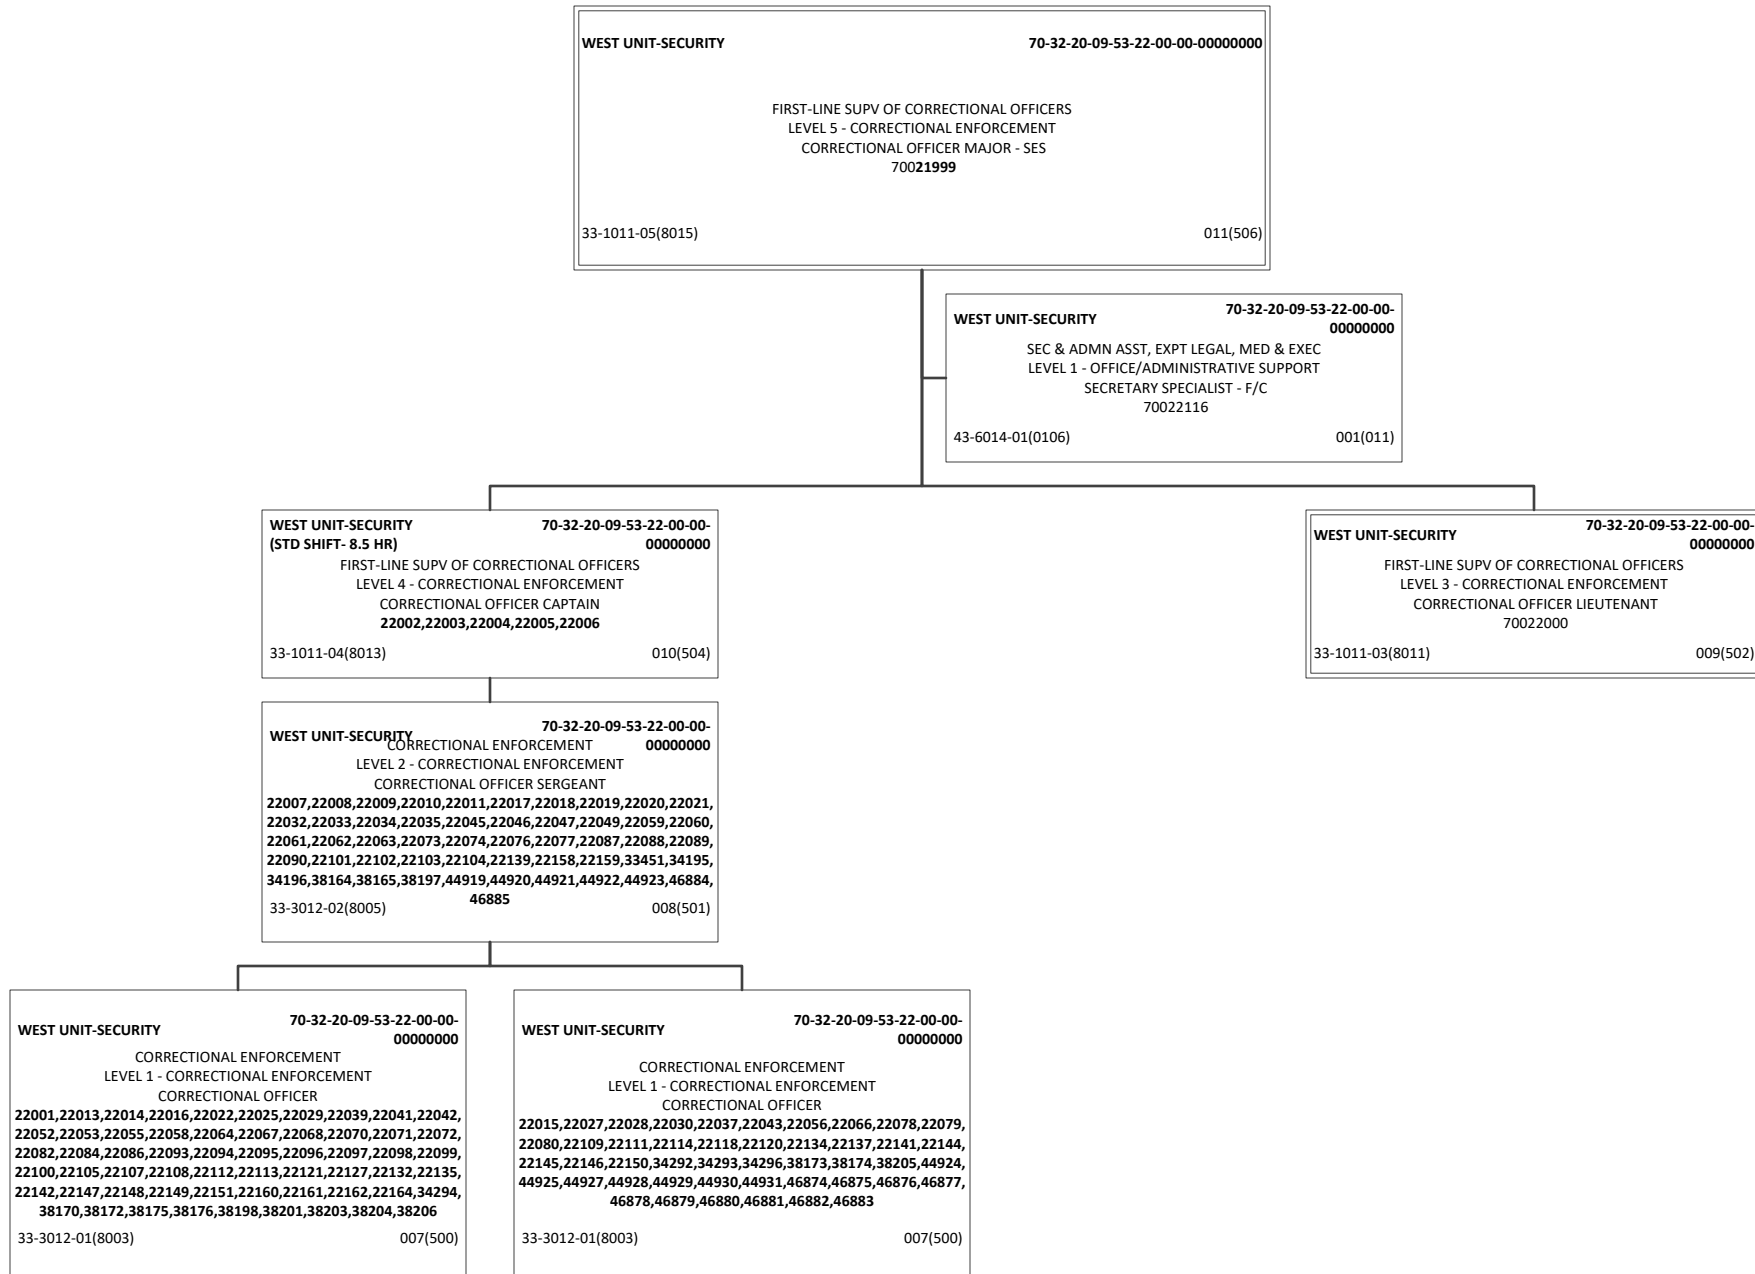 WEST UNIT-SECURITY 70-32-20-09-53-22-00-00-00000000
FIRST-LINE SUPV OF CORRECTIONAL OFFICERS
LEVEL 5 - CORRECTIONAL ENFORCEMENT
CORRECTIONAL OFFICER MAJOR - SES
70021999
33-1011-05(8015) 011(506)
WEST UNIT-SECURITY 70-32-20-09-53-22-00-00-
00000000
SEC & ADMN ASST, EXPT LEGAL, MED & EXEC
LEVEL 1 - OFFICE/ADMINISTRATIVE SUPPORT
SECRETARY SPECIALIST - F/C
70022116
43-6014-01(0106) 001(011)
WEST UNIT-SECURITY 70-32-20-09-53-22-00-00-
(STD SHIFT- 8.5 HR) 00000000
FIRST-LINE SUPV OF CORRECTIONAL OFFICERS
LEVEL 4 - CORRECTIONAL ENFORCEMENT
CORRECTIONAL OFFICER CAPTAIN
22002,22003,22004,22005,22006
33-1011-04(8013) 010(504)
WEST UNIT-SECURITY 70-32-20-09-53-22-00-00-
00000000
FIRST-LINE SUPV OF CORRECTIONAL OFFICERS
LEVEL 3 - CORRECTIONAL ENFORCEMENT
CORRECTIONAL OFFICER LIEUTENANT
70022000
33-1011-03(8011) 009(502)
WEST UNIT-SECURITY 70-32-20-09-53-22-00-00-
00000000
CORRECTIONAL ENFORCEMENT
LEVEL 2 - CORRECTIONAL ENFORCEMENT
CORRECTIONAL OFFICER SERGEANT
22007,22008,22009,22010,22011,22017,22018,22019,22020,22021,
22032,22033,22034,22035,22045,22046,22047,22049,22059,22060,
22061,22062,22063,22073,22074,22076,22077,22087,22088,22089,
22090,22101,22102,22103,22104,22139,22158,22159,33451,34195,
34196,38164,38165,38197,44919,44920,44921,44922,44923,46884,
46885
33-3012-02(8005) 008(501)
WEST UNIT-SECURITY 70-32-20-09-53-22-00-00-
00000000
CORRECTIONAL ENFORCEMENT
LEVEL 1 - CORRECTIONAL ENFORCEMENT
CORRECTIONAL OFFICER
22001,22013,22014,22016,22022,22025,22029,22039,22041,22042,
22052,22053,22055,22058,22064,22067,22068,22070,22071,22072,
22082,22084,22086,22093,22094,22095,22096,22097,22098,22099,
22100,22105,22107,22108,22112,22113,22121,22127,22132,22135,
22142,22147,22148,22149,22151,22160,22161,22162,22164,34294,
38170,38172,38175,38176,38198,38201,38203,38204,38206
33-3012-01(8003) 007(500)
WEST UNIT-SECURITY 70-32-20-09-53-22-00-00-
00000000
CORRECTIONAL ENFORCEMENT
LEVEL 1 - CORRECTIONAL ENFORCEMENT
CORRECTIONAL OFFICER
22015,22027,22028,22030,22037,22043,22056,22066,22078,22079,
22080,22109,22111,22114,22118,22120,22134,22137,22141,22144,
22145,22146,22150,34292,34293,34296,38173,38174,38205,44924,
44925,44927,44928,44929,44930,44931,46874,46875,46876,46877,
46878,46879,46880,46881,46882,46883
33-3012-01(8003) 007(500)